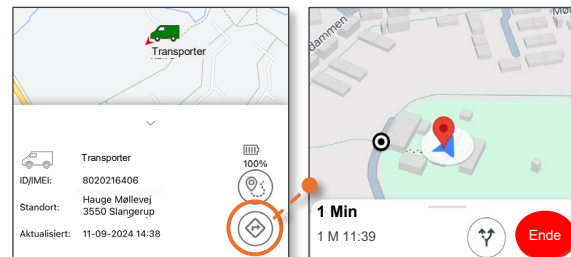 Transporter
Transporter
100%
ID/IMEI: 8020216406
Standort: Hauge Møllevej
3550 Slangerup
Aktualisiert: 11-09-2024 14:38
dammen
1 Min
1 M 11:39
Ende